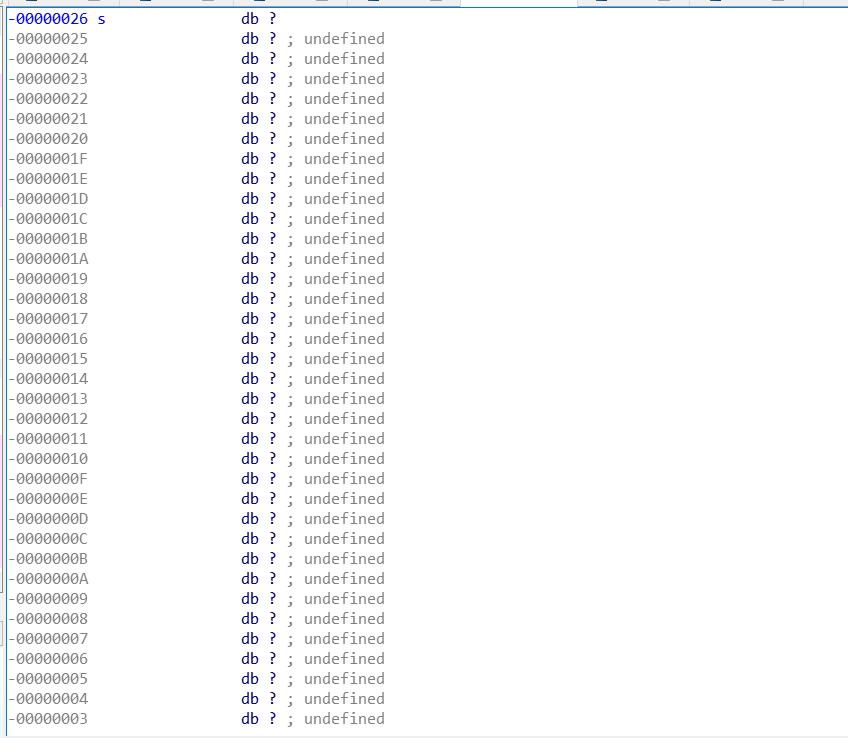 -00000026 s db ?
-00000025 db ? ; undefined
-00000024 db ? ; undefined
-00000023 db ? ; undefined
-00000022 db ? ; undefined
-00000021 db ? ; undefined
-00000020 db ? ; undefined
-0000001F db ? ; undefined
-0000001E db ? ; undefined
-0000001D db ? ; undefined
-0000001C db ? ; undefined
-0000001B db ? ; undefined
-0000001A db ? ; undefined
-00000019 db ? ; undefined
-00000018 db ? ; undefined
-00000017 db ? ; undefined
-00000016 db ? ; undefined
-00000015 db ? ; undefined
-00000014 db ? ; undefined
-00000013 db ? ; undefined
-00000012 db ? ; undefined
-00000011 db ? ; undefined
-00000010 db ? ; undefined
-0000000F db ? ; undefined
-0000000E db ? ; undefined
-0000000D db ? ; undefined
-0000000C db ? ; undefined
-0000000B db ? ; undefined
-0000000A db ? ; undefined
-00000009 db ? ; undefined
-00000008 db ? ; undefined
-00000007 db ? ; undefined
-00000006 db ? ; undefined
-00000005 db ? ; undefined
-00000004 db ? ; undefined
-00000003 db ? ; undefined